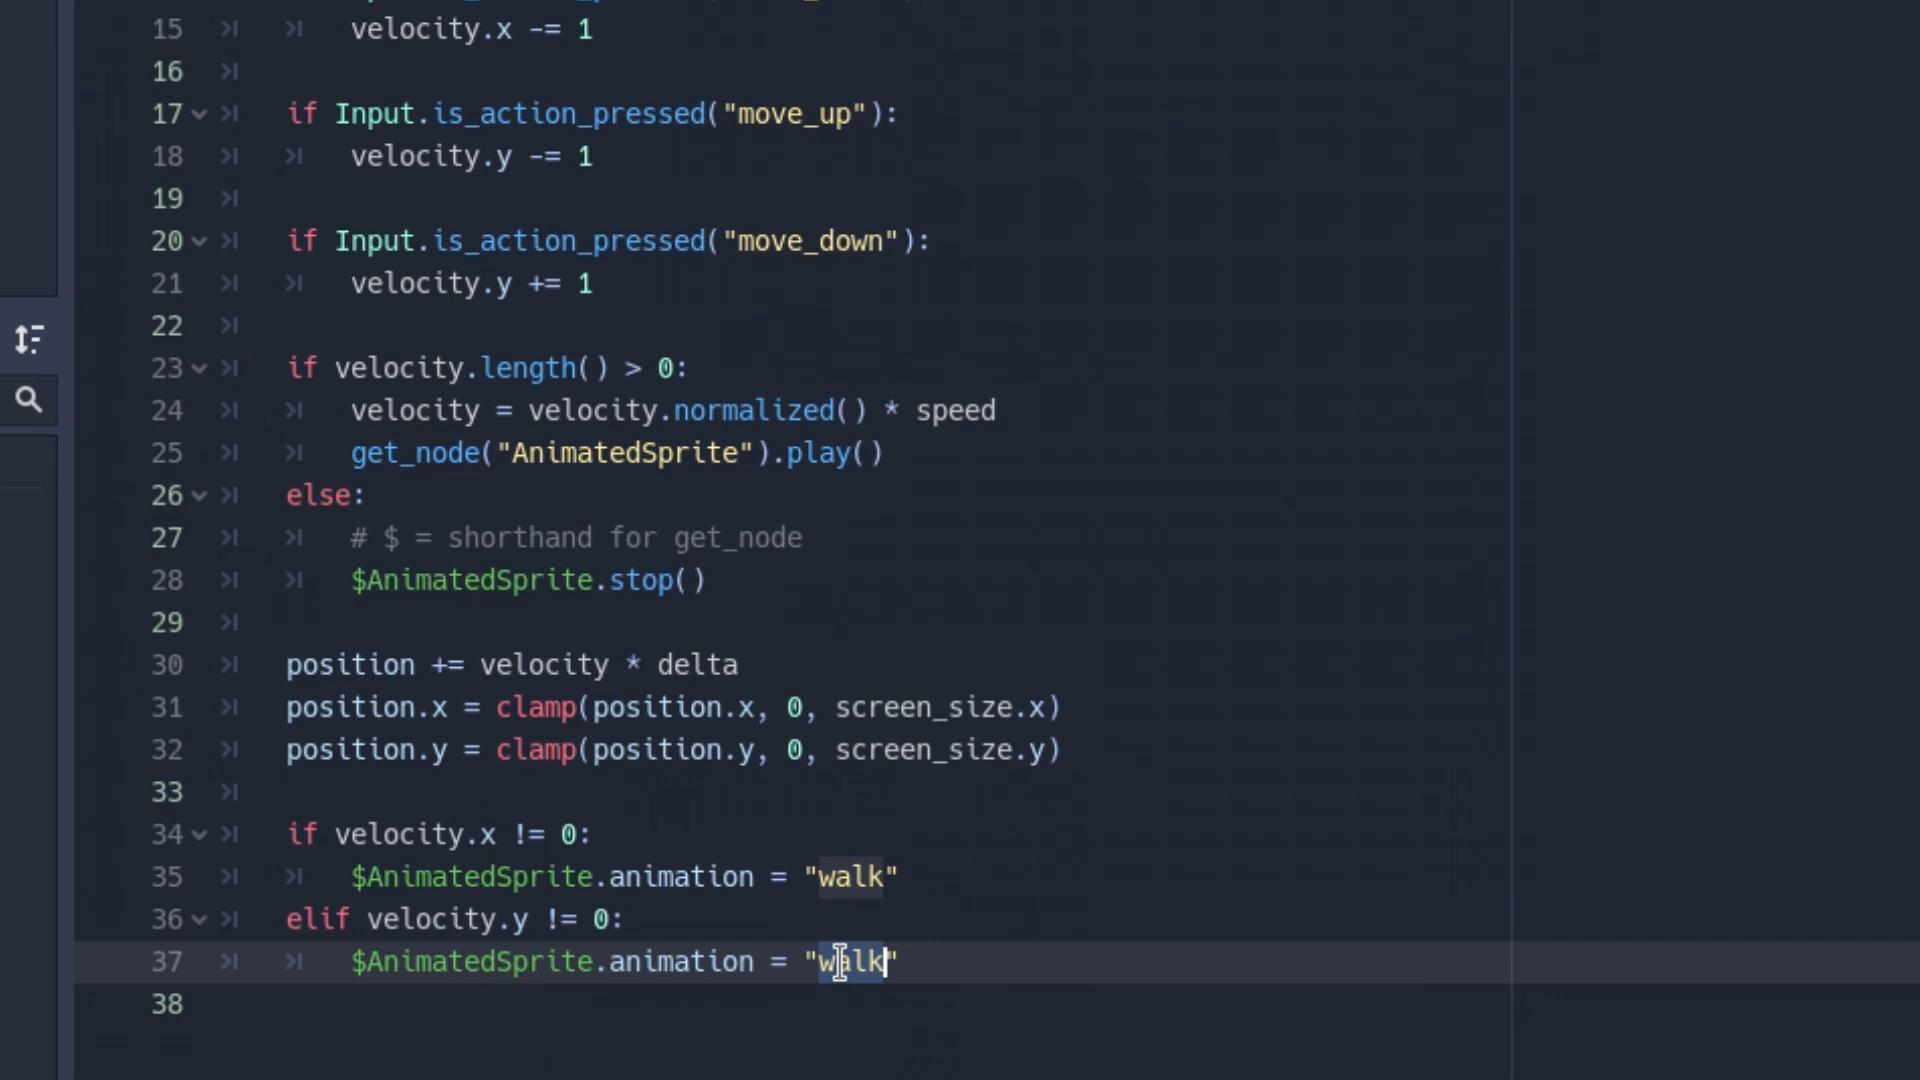 15 velocity.x -= 1
16
17 if Input.is_action_pressed("move_up"):
18 velocity.y -= 1
19
20 if Input.is_action_pressed("move_down"):
21 velocity.y += 1
22
23 if velocity.length() > 0:
24 velocity = velocity.normalized() * speed
25 get_node("AnimatedSprite").play()
26 else:
27 # $ = shorthand for get_node
28 $AnimatedSprite.stop()
29
30 position += velocity * delta
31 position.x = clamp(position.x, 0, screen_size.x)
32 position.y = clamp(position.y, 0, screen_size.y)
33
34 if velocity.x != 0:
35 $AnimatedSprite.animation = "walk"
36 elif velocity.y != 0:
37 $AnimatedSprite.animation = "walk"
38